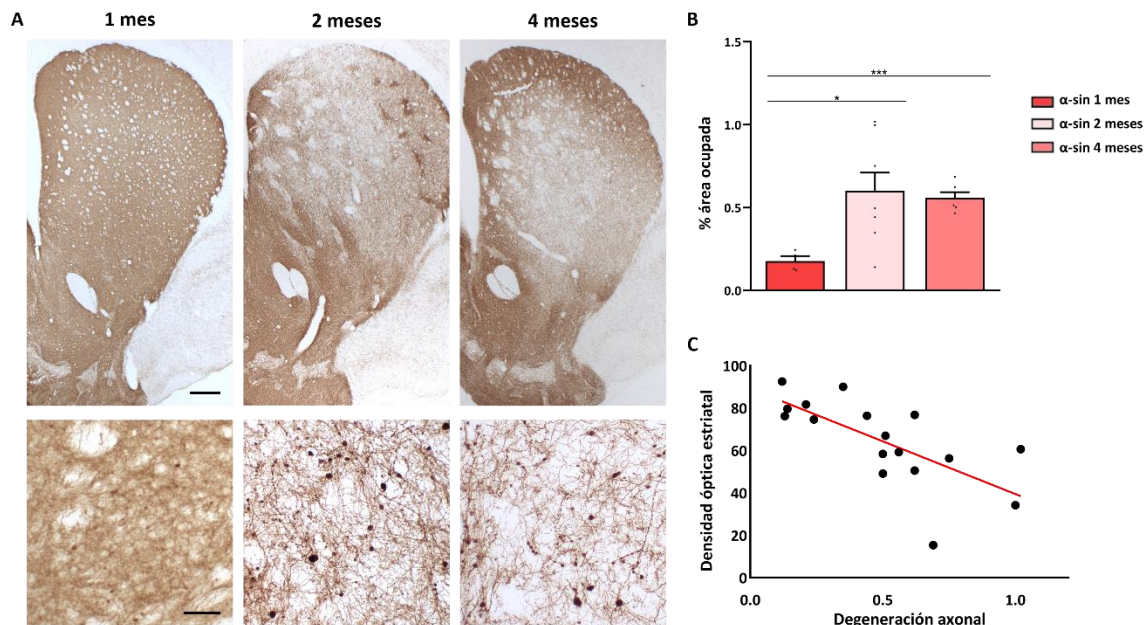 A
1 mes
2 meses
4 meses
B
% área ocupada
1.5
1.0
0.5
0.0
***
*
α-sin 1 mes
α-sin 2 meses
α-sin 4 meses
C
Densidad óptica estriatal
100
80
60
40
20
0
0.0
0.5
1.0
Degeneración axonal